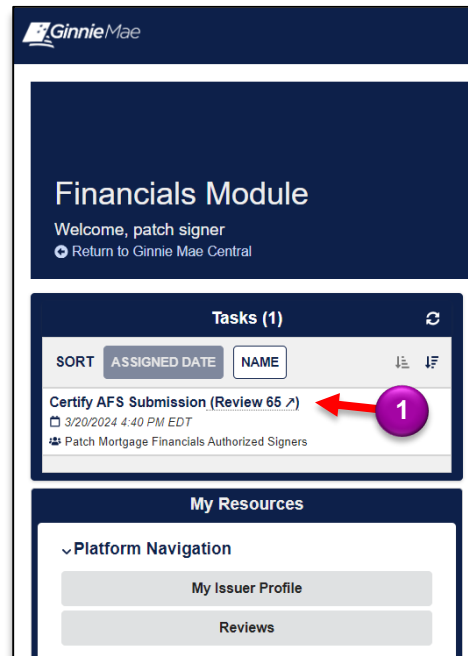 GinnieMae
Financials Module
Welcome, patch signer
Return to Ginnie Mae Central
Tasks (1)
SORT ASSIGNED DATE NAME
Certify AFS Submission (Review 65 ↗)
1
3/20/2024 4:40 PM EDT
Patch Mortgage Financials Authorized Signers
My Resources
Platform Navigation
My Issuer Profile
Reviews